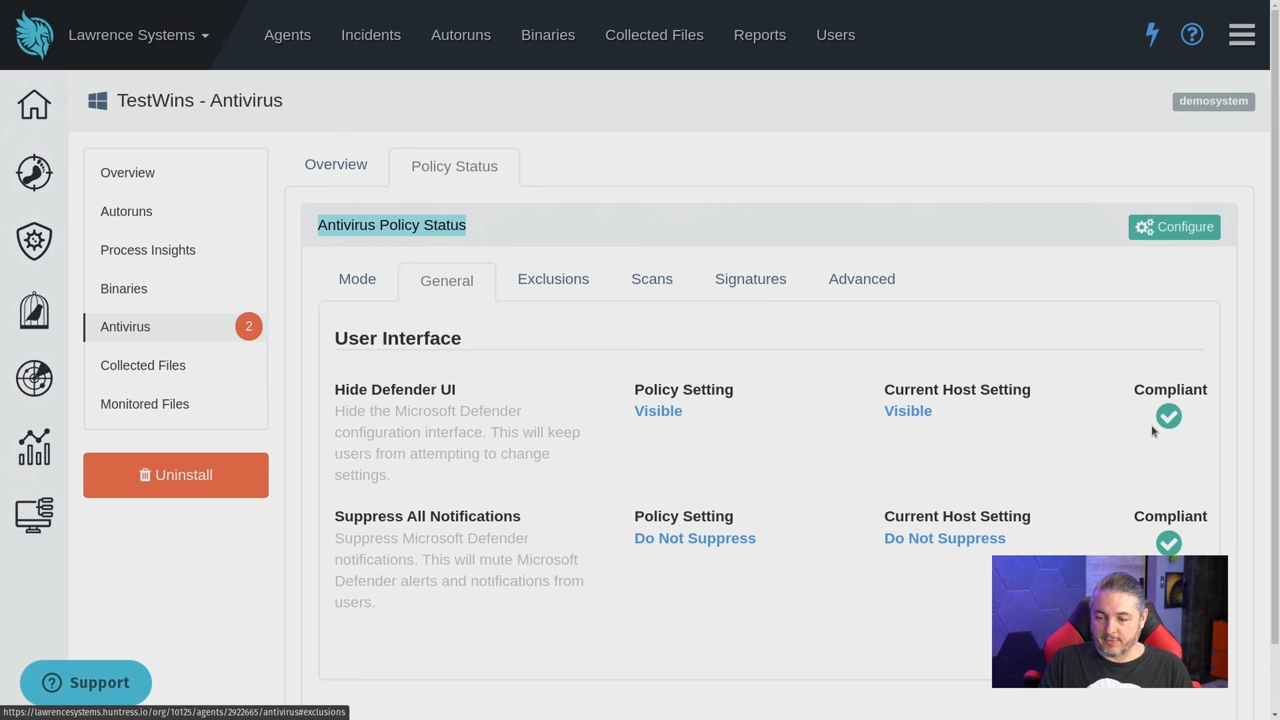 Lawrence Systems
Agents
Incidents
Autoruns
Binaries
Collected Files
Reports
Users
TestWins - Antivirus
demosystem
Overview
Autoruns
Process Insights
Binaries
Antivirus
2
Collected Files
Monitored Files
Uninstall
Overview
Policy Status
Antivirus Policy Status
Configure
Mode
General
Exclusions
Scans
Signatures
Advanced
User Interface
Hide Defender UI
Hide the Microsoft Defender
configuration interface. This will keep
users from attempting to change
settings.
Policy Setting
Visible
Current Host Setting
Visible
Compliant
Suppress All Notifications
Suppress Microsoft Defender
notifications. This will mute Microsoft
Defender alerts and notifications from
users.
Policy Setting
Do Not Suppress
Current Host Setting
Do Not Suppress
Compliant
Support
https://lawrencesystems.huntress.io/org/10125/agents/2922665/antivirus#exclusions